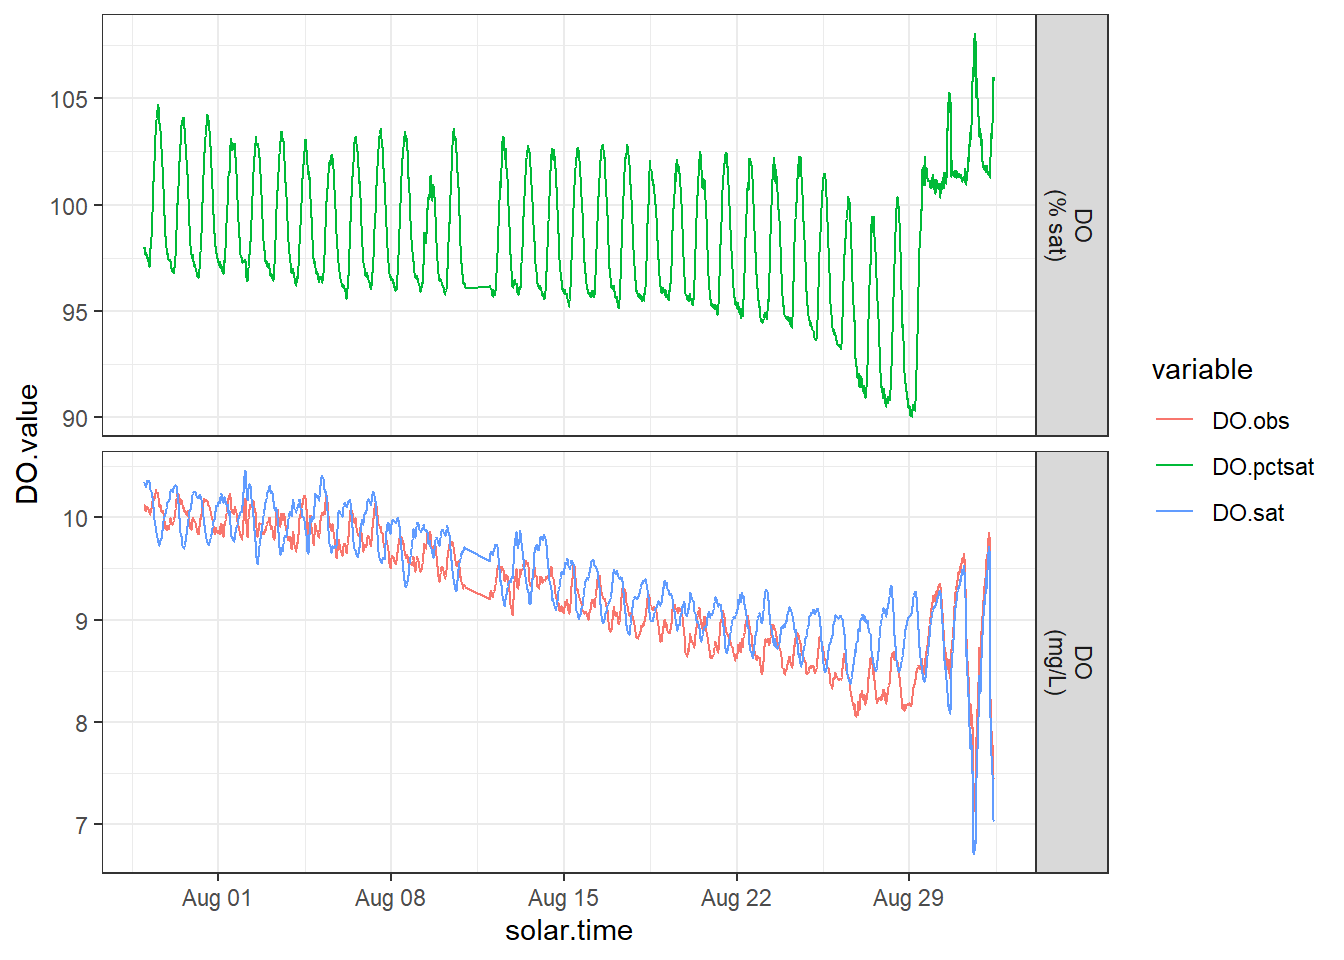 105
100
95
90
DO
(% sat)
DO.value
10
9
8
7
DO
(mg/L)
Aug 01
Aug 08
Aug 15
Aug 22
Aug 29
solar.time
variable
DO.obs
DO.pctsat
DO.sat